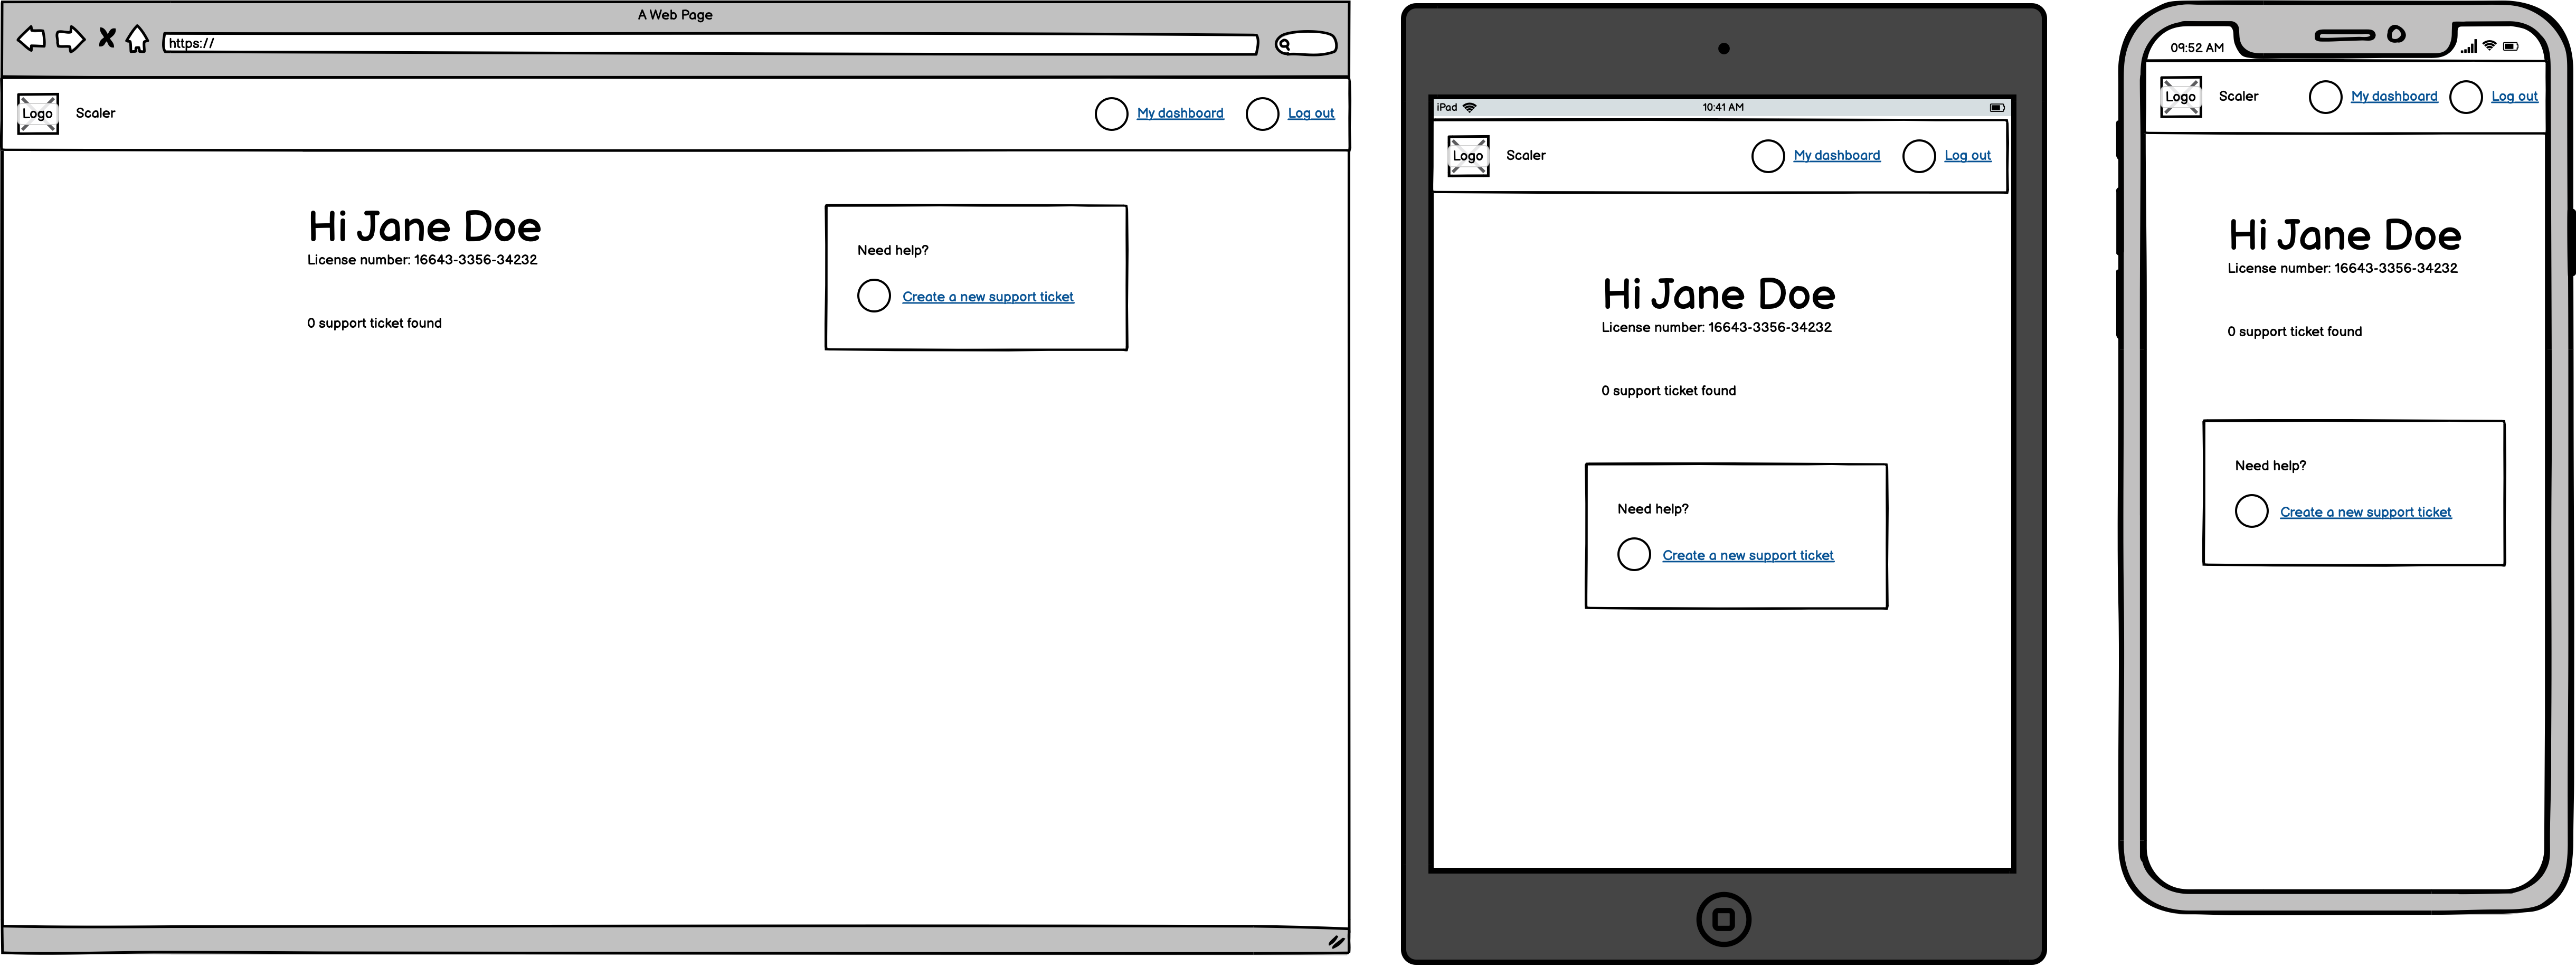 A Web Page
https://
Logo
Scaler
My dashboard
Log out
Hi Jane Doe
License number: 16643-3356-34232
0 support ticket found
Need help?
Create a new support ticket
iPad
10:41 AM
Logo
Scaler
My dashboard
Log out
Hi Jane Doe
License number: 16643-3356-34232
0 support ticket found
Need help?
Create a new support ticket
09:52 AM
Logo
Scaler
My dashboard
Log out
Hi Jane Doe
License number: 16643-3356-34232
0 support ticket found
Need help?
Create a new support ticket